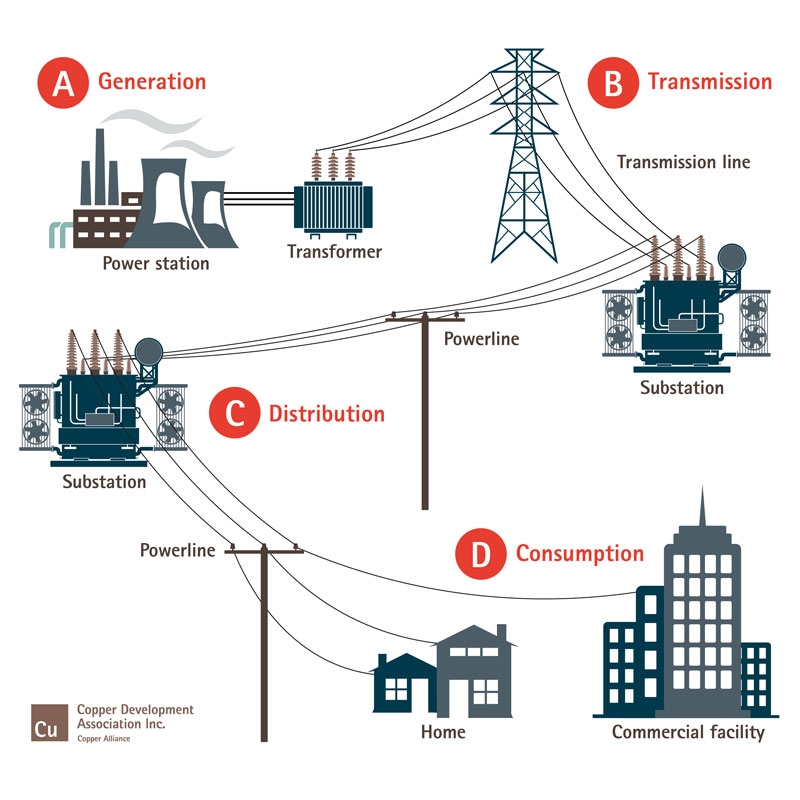 A Generation
B Transmission
Transmission line
Power station
Transformer
Powerline
Substation
C Distribution
Substation
Powerline
D Consumption
Cu
Copper Development
Association Inc.
Copper Alliance
Home
Commercial facility